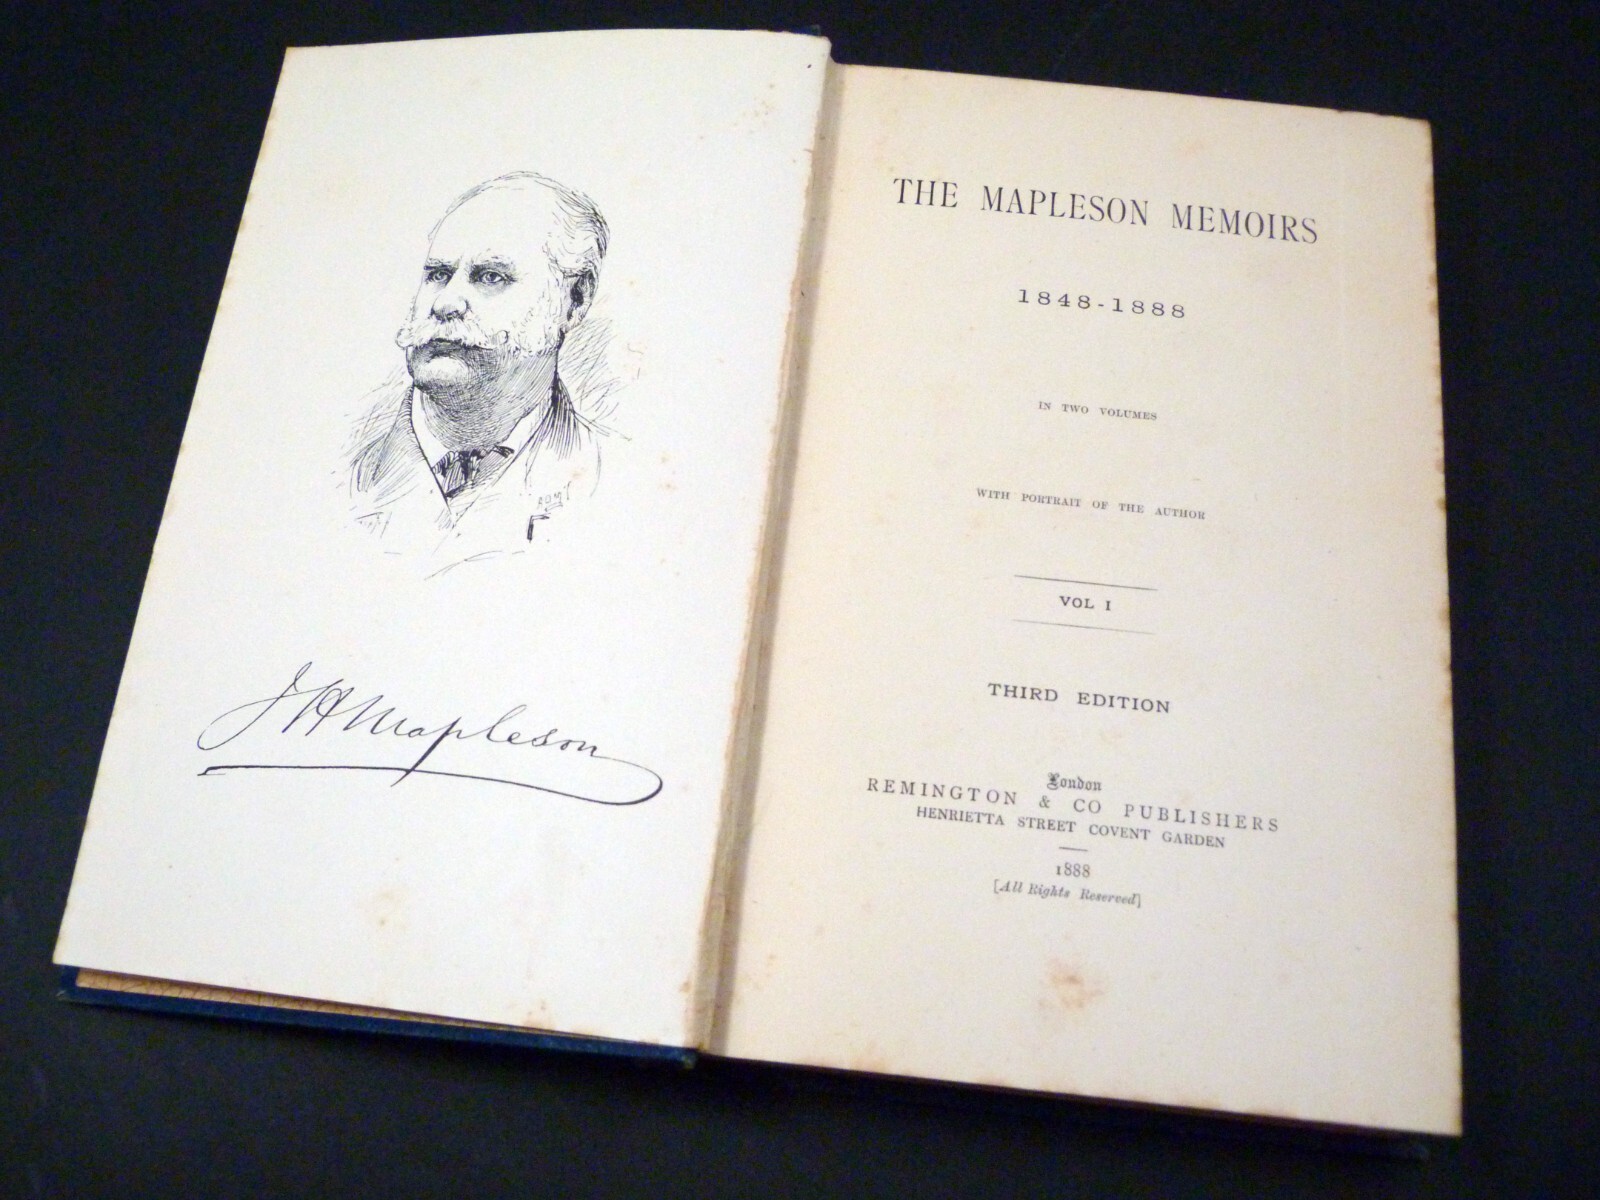 J H Mapleson
THE MAPLESON MEMOIRS
1848-1888
IN TWO VOLUMES
WITH PORTRAIT OF THE AUTHOR
VOL I
THIRD EDITION
London
REMINGTON & CO PUBLISHERS
HENRIETTA STREET COVENT GARDEN
1888
[All Rights Reserved]